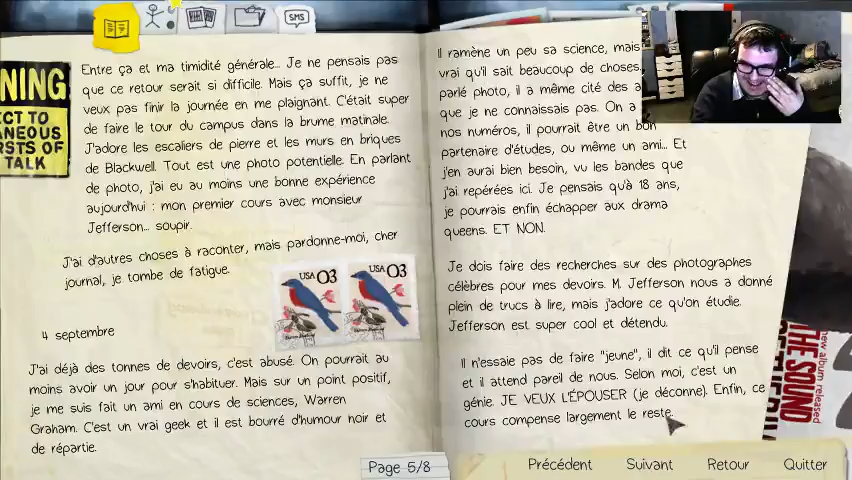 SMS
NING
ECT TO
ANEOUS
RSTS OF
TALK
Entre ça et ma timidité générale... Je ne pensais pas
que ce retour serait si difficile. Mais ça suffit, je ne
veux pas finir la journée en me plaignant. C'était super
de faire le tour du campus dans la brume matinale.
J'adore les escaliers de pierre et les murs en briques
de Blackwell. Tout est une photo potentielle. En parlant
de photo, j'ai eu au moins une bonne expérience
aujourd'hui : mon premier cours avec monsieur
Jefferson... soupir.
J'ai d'autres choses à raconter, mais pardonne-moi, cher
journal, je tombe de fatigue.
USA 03
USA 03
4 septembre
J'ai déjà des tonnes de devoirs, c'est abusé. On pourrait au
moins avoir un jour pour s'habituer. Mais sur un point positif,
je me suis fait un ami en cours de sciences, Warren
Graham. C'est un vrai geek et il est bourré d'humour noir et
de répartie.
Il ramène un peu sa science, mais
vrai qu'il sait beaucoup de choses.
parlé photo, il a même cité des a
que je ne connaissais pas. On a
nos numéros, il pourrait être un bon
partenaire d'études, ou même un ami... Et
j'en aurai bien besoin, vu les bandes que
j'ai repérées ici. Je pensais qu'à 18 ans,
je pourrais enfin échapper aux drama
queens. ET NON.
Je dois faire des recherches sur des photographes
célèbres pour mes devoirs. M. Jefferson nous a donné
plein de trucs à lire, mais j'adore ce qu'on étudie.
Jefferson est super cool et détendu.
Il n'essaie pas de faire "jeune", il dit ce qu'il pense
et il attend pareil de nous. Selon moi, c'est un
génie. JE VEUX L'ÉPOUSER (je déconne). Enfin, ce
cours compense largement le reste.
new album released
THE SOUND
Page 5/8
Précédent
Suivant
Retour
Quitter